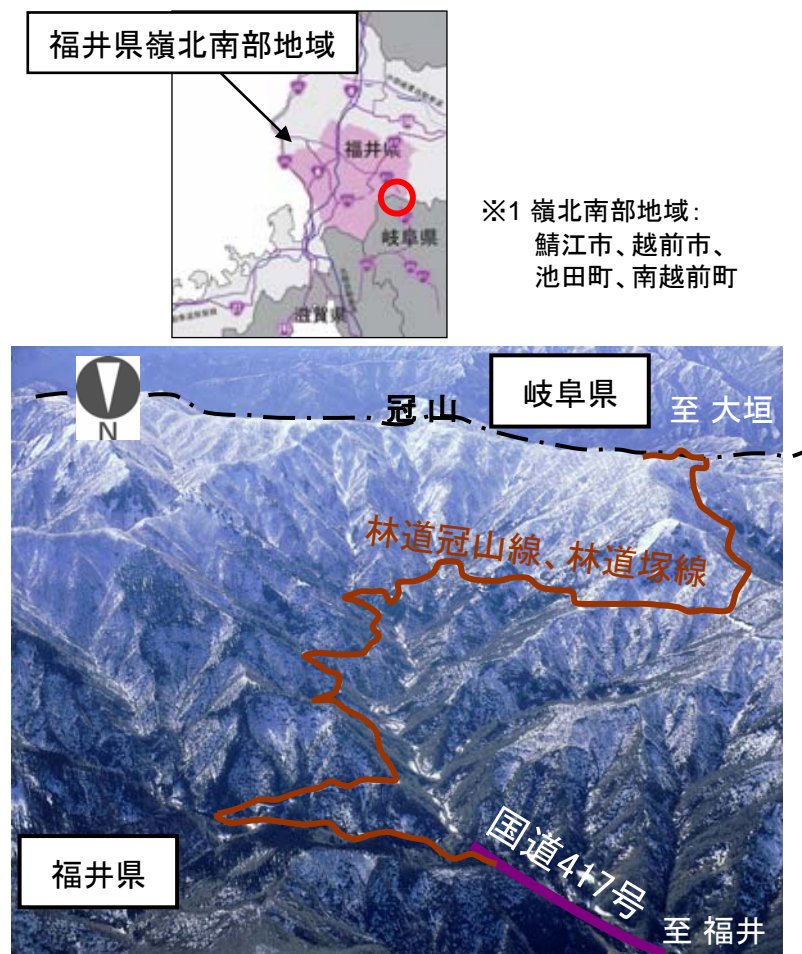 福井県嶺北南部地域
福井県
岐阜県
滋賀県
※1 嶺北南部地域：
鯖江市、越前市、
池田町、南越前町
N
冠山
岐阜県
至 大垣
林道冠山線、林道塚線
国道417号
福井県
至 福井